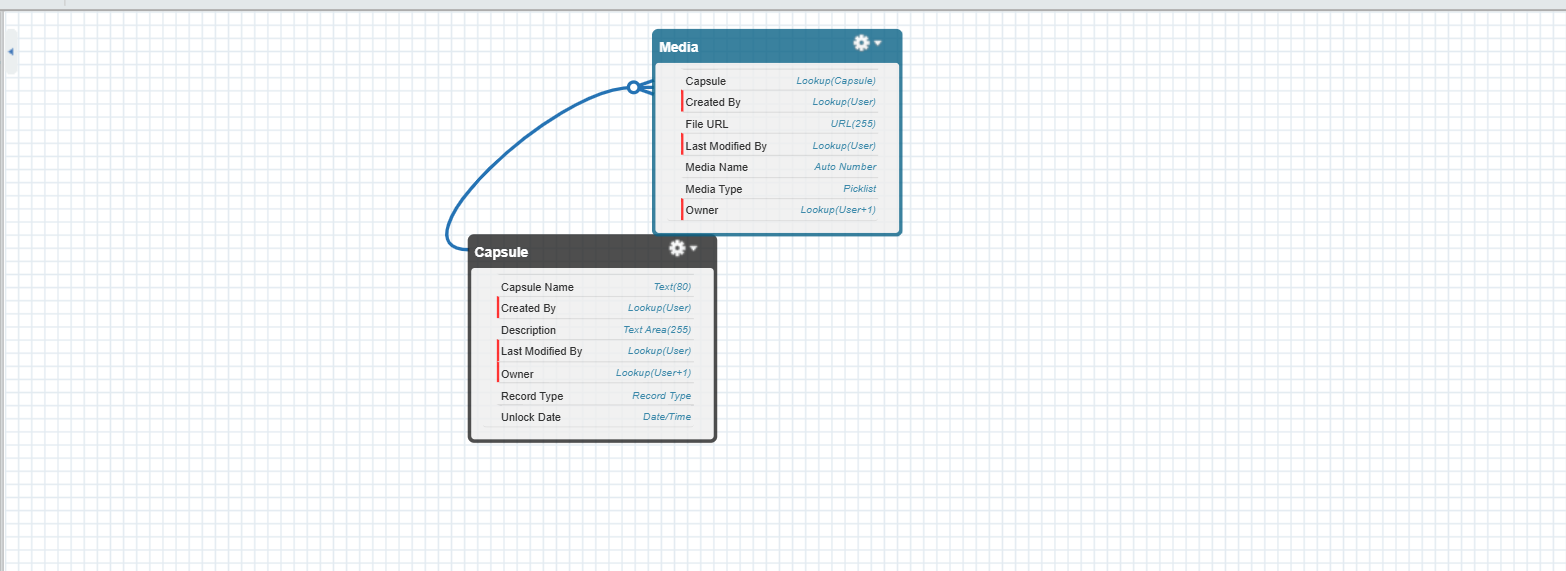 Media
Capsule Lookup(Capsule)
Created By Lookup(User)
File URL URL(255)
Last Modified By Lookup(User)
Media Name Auto Number
Media Type Picklist
Owner Lookup(User+1)
Capsule
Capsule Name Text(80)
Created By Lookup(User)
Description Text Area(255)
Last Modified By Lookup(User)
Owner Lookup(User+1)
Record Type Record Type
Unlock Date Date/Time